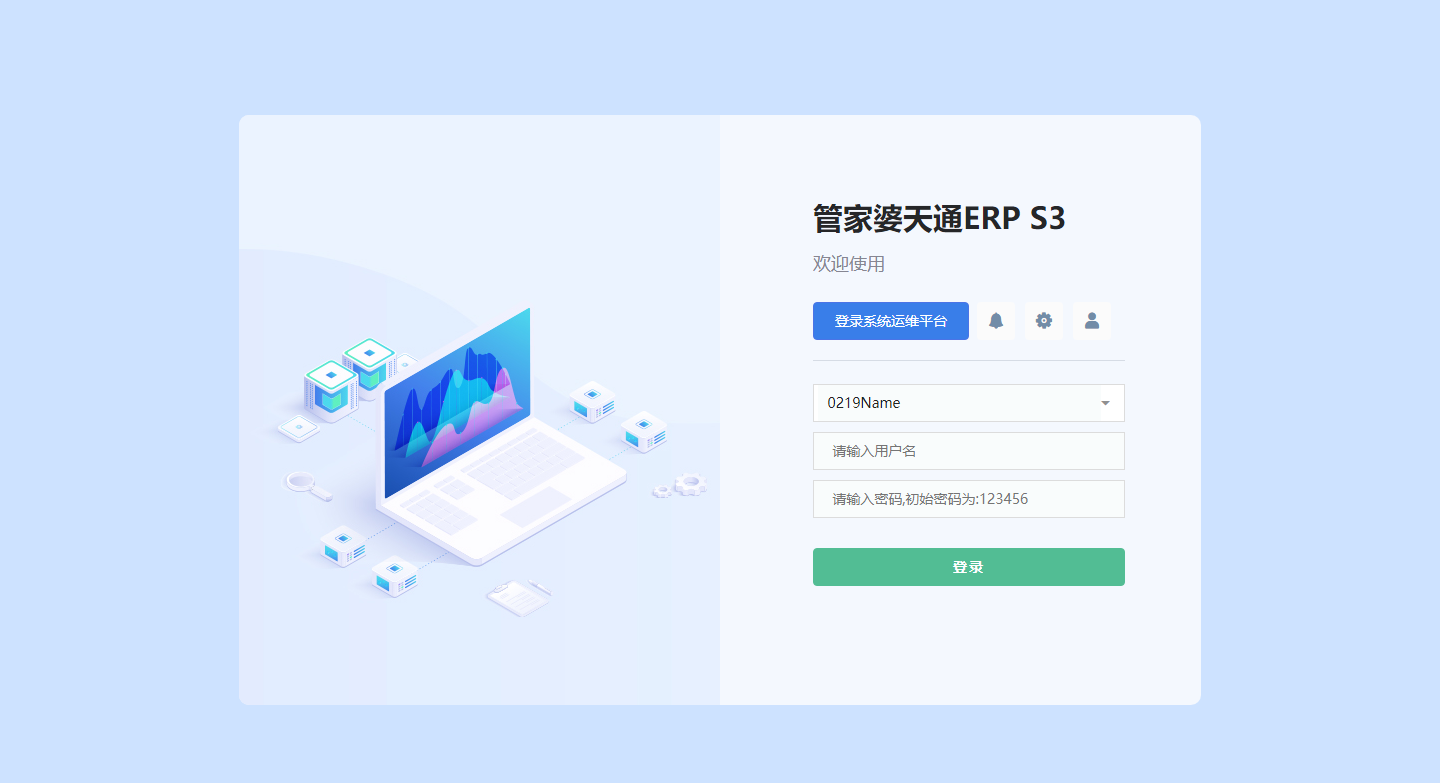 管家婆天通ERP S3
欢迎使用
登录系统运维平台
0219Name
请输入用户名
请输入密码,初始密码为:123456
登录